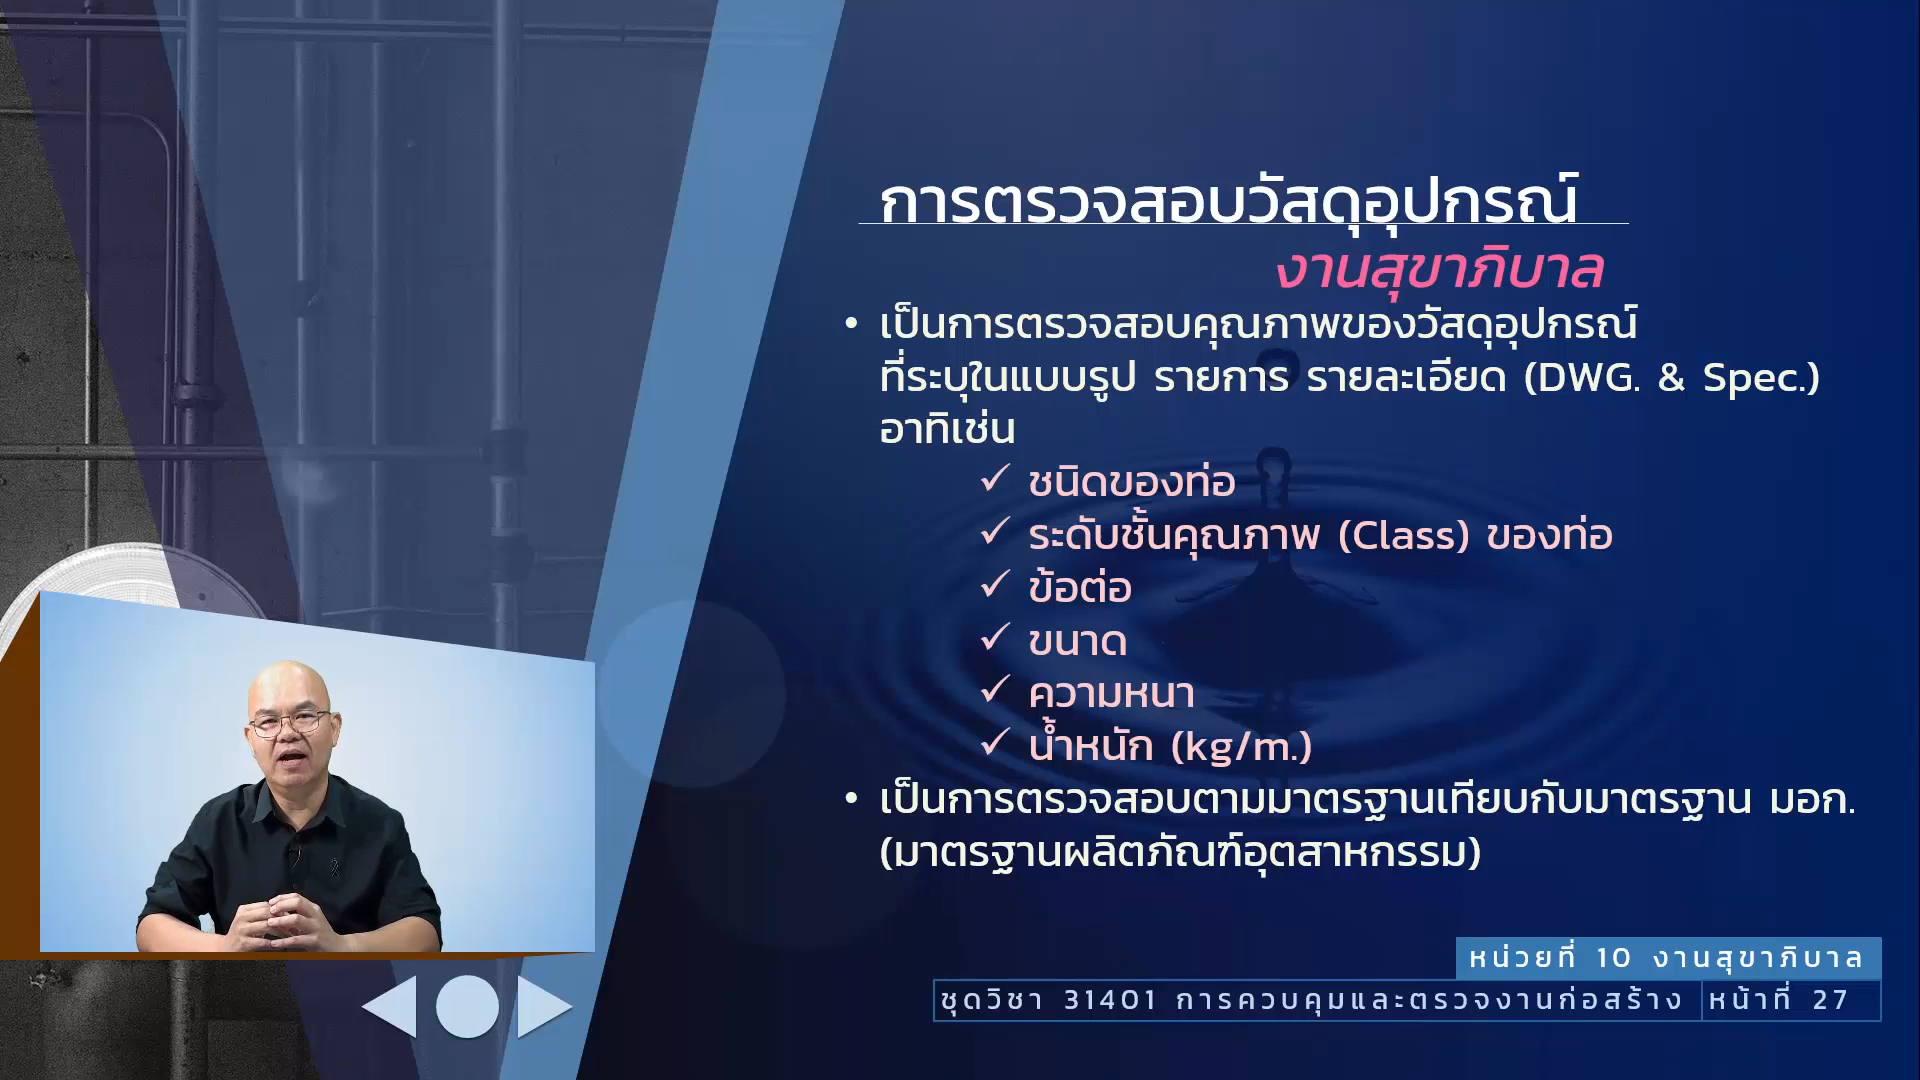 การตรวจสอบวัสดุอุปกรณ์
งานสุขาภิบาล
• เป็นการตรวจสอบคุณภาพของวัสดุอุปกรณ์
ที่ระบุในแบบรูป รายการ รายละเอียด (DWG. & Spec.)
อาทิเช่น
✓ ชนิดของท่อ
✓ ระดับชั้นคุณภาพ (Class) ของท่อ
✓ ข้อต่อ
✓ ขนาด
✓ ความหนา
✓ น้ำหนัก (kg/m.)
• เป็นการตรวจสอบตามมาตรฐานเทียบกับมาตรฐาน มอก.
(มาตรฐานผลิตภัณฑ์อุตสาหกรรม)
หน่วยที่ 10 งานสุขาภิบาล
ชุดวิชา 31401 การควบคุมและตรวจงานก่อสร้าง หน้าที่ 27